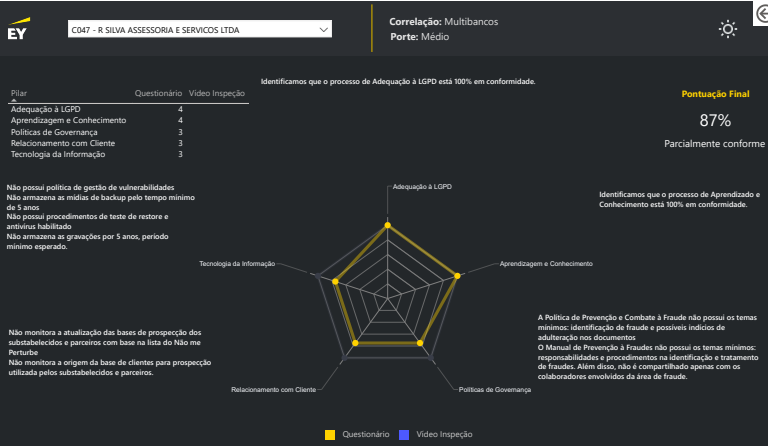 EY
C047 - R SILVA ASSESSORIA E SERVICOS LTDA
Correlação: Multibancos
Porte: Médio
Identificamos que o processo de Adequação à LGPD está 100% em conformidade.
Pilar Questionário Vídeo Inspeção
Adequação à LGPD 4
Aprendizagem e Conhecimento 4
Políticas de Governança 3
Relacionamento com Cliente 3
Tecnologia da Informação 3
Pontuação Final
87%
Parcialmente conforme
Não possui política de gestão de vulnerabilidades
Não armazena as mídias de backup pelo tempo mínimo
de 5 anos
Não possui procedimentos de teste de restore e
antivírus habilitado
Não armazena as gravações por 5 anos, período
mínimo esperado.
Identificamos que o processo de Aprendizado e
Conhecimento está 100% em conformidade.
Adequação à LGPD
Tecnologia da Informação
Aprendizagem e Conhecimento
Relacionamento com Cliente
Políticas de Governança
Não monitora a atualização das bases de prospecção dos
substabelecidos e parceiros com base na lista do Não me
Perturbe
Não monitora a origem da base de clientes para prospecção
utilizada pelos substabelecidos e parceiros.
A Política de Prevenção e Combate à Fraude não possui os temas
mínimos: identificação de fraude e possíveis indícios de
adulteração nos documentos
O Manual de Prevenção à Fraudes não possui os temas mínimos:
responsabilidades e procedimentos na identificação e tratamento
de fraudes. Além disso, não é compartilhado apenas com os
colaboradores envolvidos da área de fraude.
Questionário Vídeo Inspeção